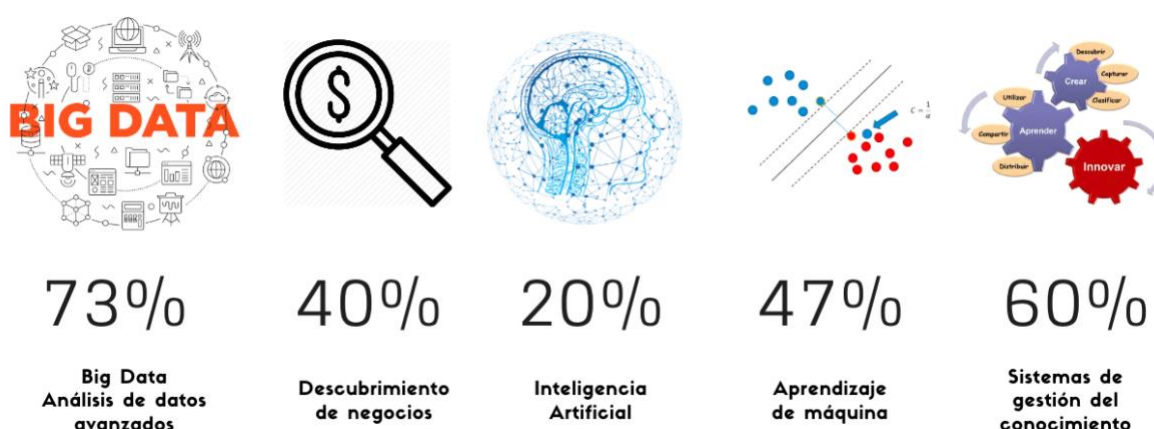 BIG DATA
C = 1/a
Descubrir
Crear
Capturar
Clasificar
Utilizar
Aprender
Compartir
Distribuir
Innovar
73%
40%
20%
47%
60%
Big Data
Análisis de datos
avanzados
Descubrimiento
de negocios
Inteligencia
Artificial
Aprendizaje
de máquina
Sistemas de
gestión del
conocimiento